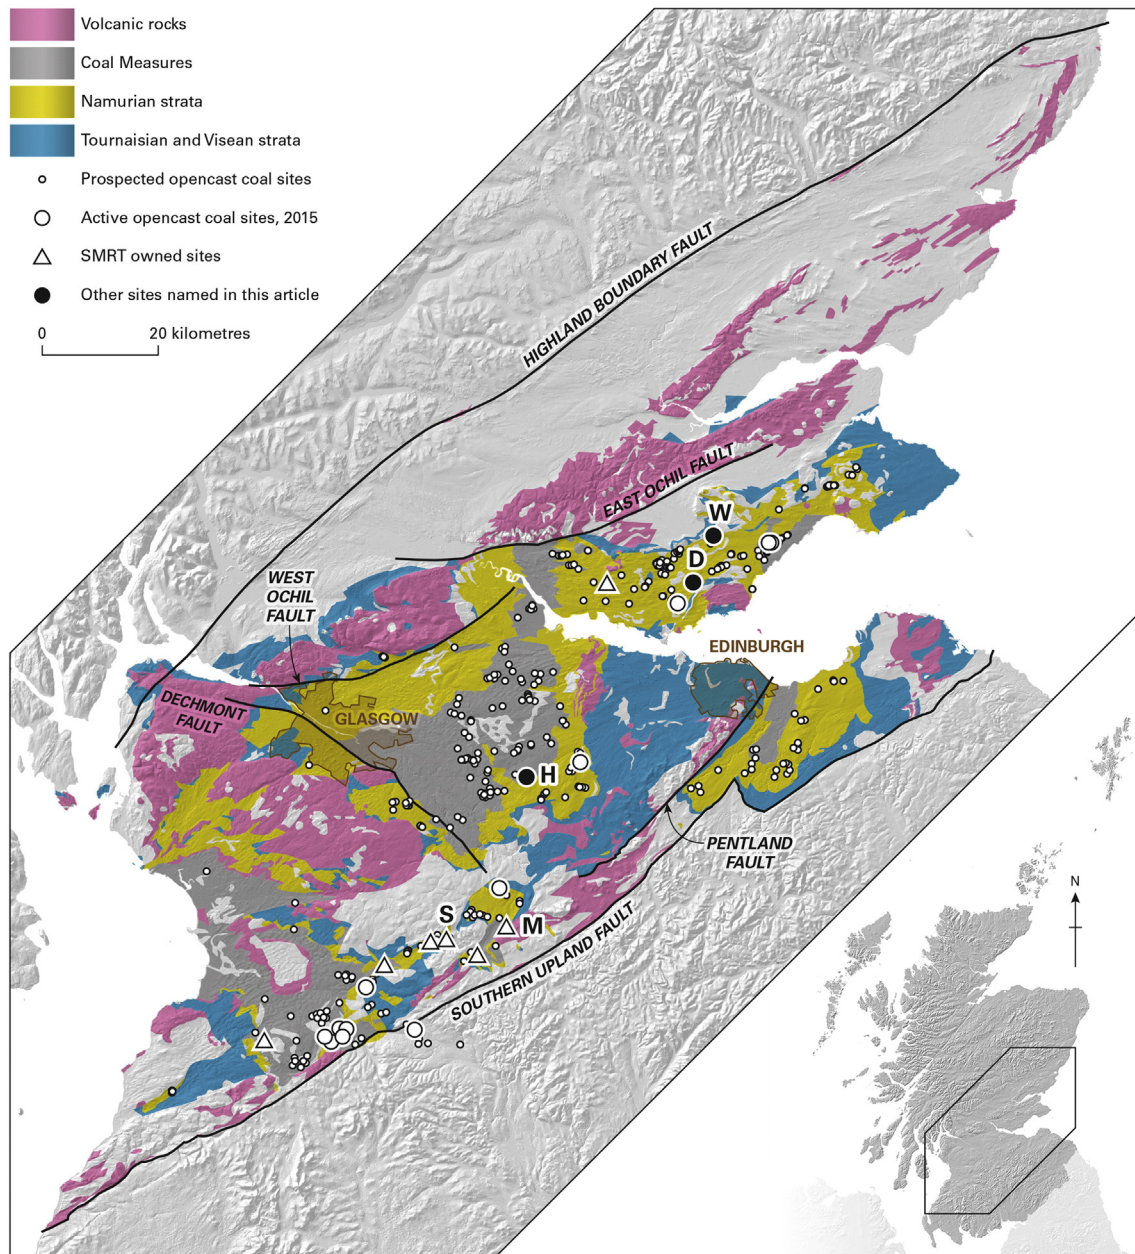 Volcanic rocks
Coal Measures
Namurian strata
Tournaisian and Visean strata
Prospected opencast coal sites
Active opencast coal sites, 2015
SMRT owned sites
Other sites named in this article
0 20 kilometres
HIGHLAND BOUNDARY FAULT
EAST OCHIL FAULT
W
D
WEST
OCHIL
FAULT
EDINBURGH
DECHMONT
FAULT
GLASGOW
H
PENTLAND
FAULT
S
M
SOUTHERN UPLAND FAULT
N